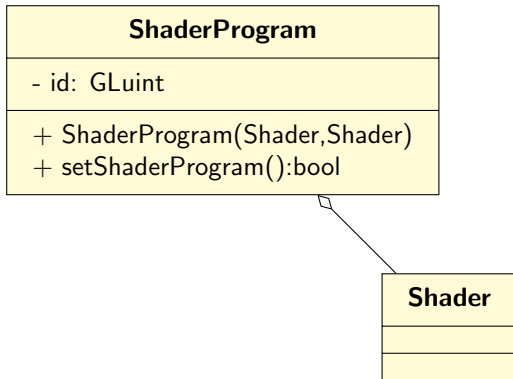 ShaderProgram
- id: GLuint
+ ShaderProgram(Shader,Shader)
+ setShaderProgram():bool
Shader